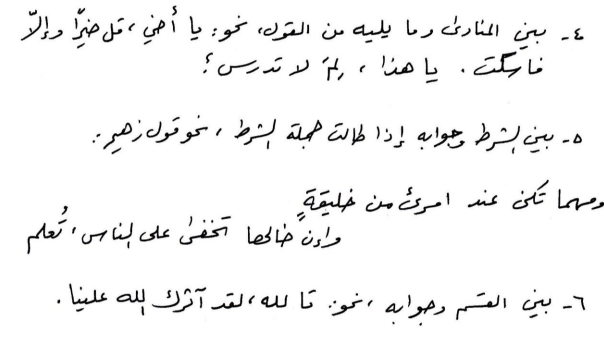 ٤- بين المنادى وما يليه من القول، نحو: يا أخي، قل خيرًا وإلّا
فاسكت. يا هذا، لِمَ لا تدرس؟
٥- بين الشرط وجوابه إذا طالت جملة الشرط، نحو قول زهير:
ومهما تكن عند امرئ من خليقةٍ
وإن خالها تخفى على الناس، تُعلم
٦- بين القسم وجوابه، نحو: تالله، لقد آثرك الله علينا.